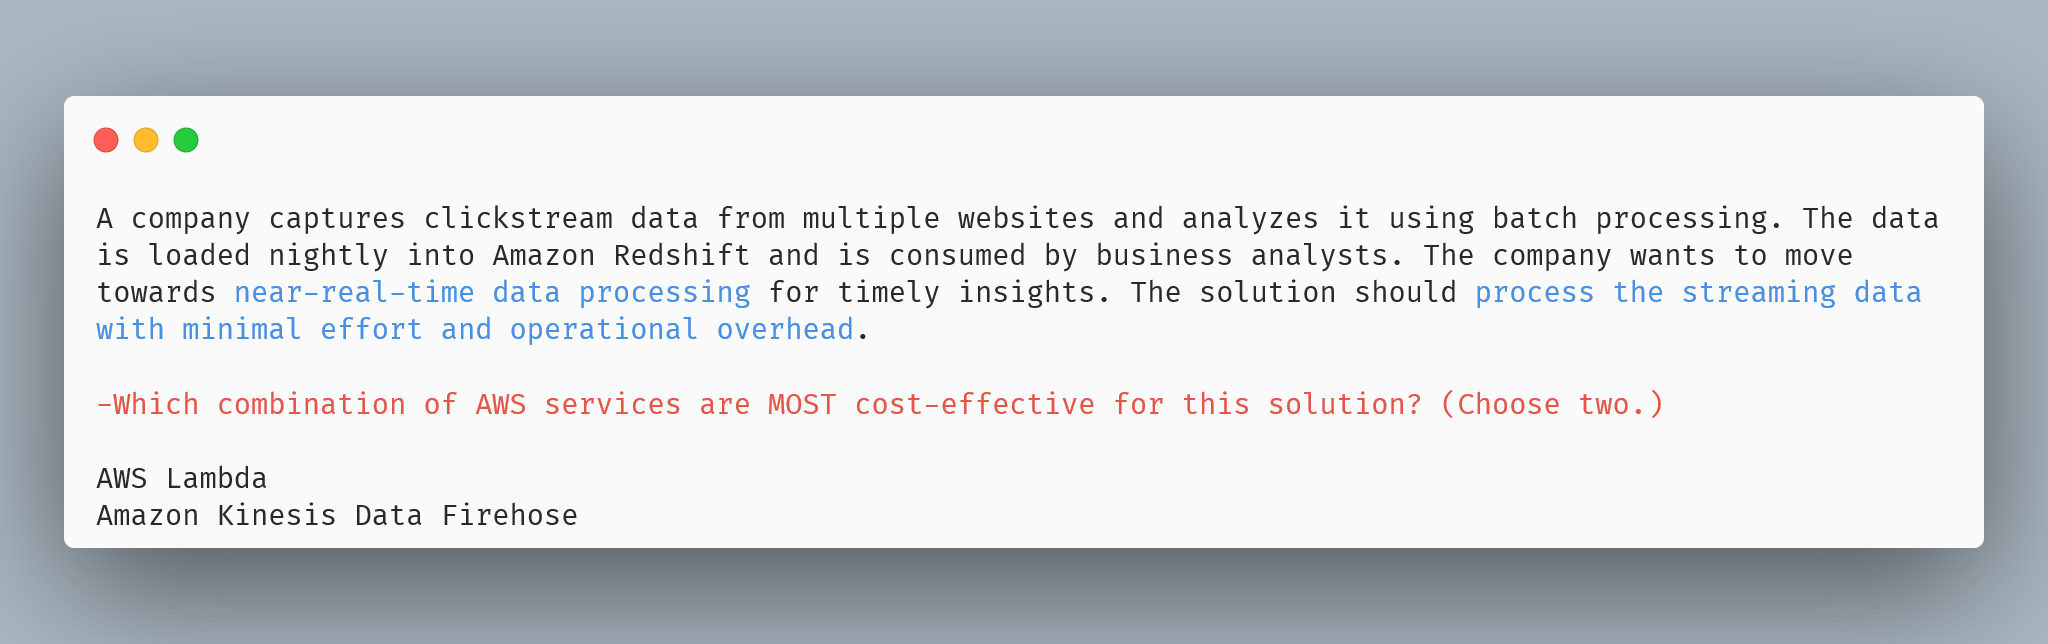 A company captures clickstream data from multiple websites and analyzes it using batch processing. The data
is loaded nightly into Amazon Redshift and is consumed by business analysts. The company wants to move
towards near-real-time data processing for timely insights. The solution should process the streaming data
with minimal effort and operational overhead.
-Which combination of AWS services are MOST cost-effective for this solution? (Choose two.)
AWS Lambda
Amazon Kinesis Data Firehose